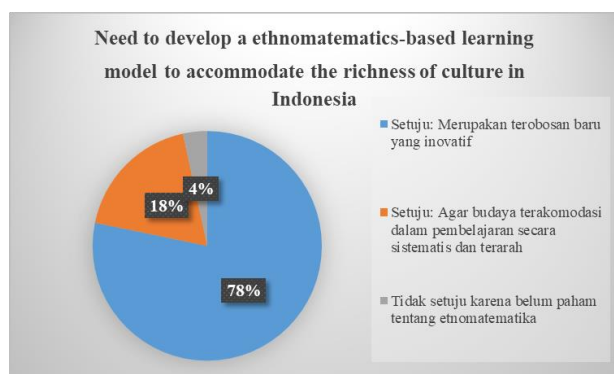 Need to develop a ethnomatematics-based learning
model to accommodate the richness of culture in
Indonesia
Setuju: Merupakan terobosan baru
yang inovatif
4%
18%
Setuju: Agar budaya terakomodasi
dalam pembelajaran secara
sistematis dan terarah
78%
Tidak setuju karena belum paham
tentang etnomatematika